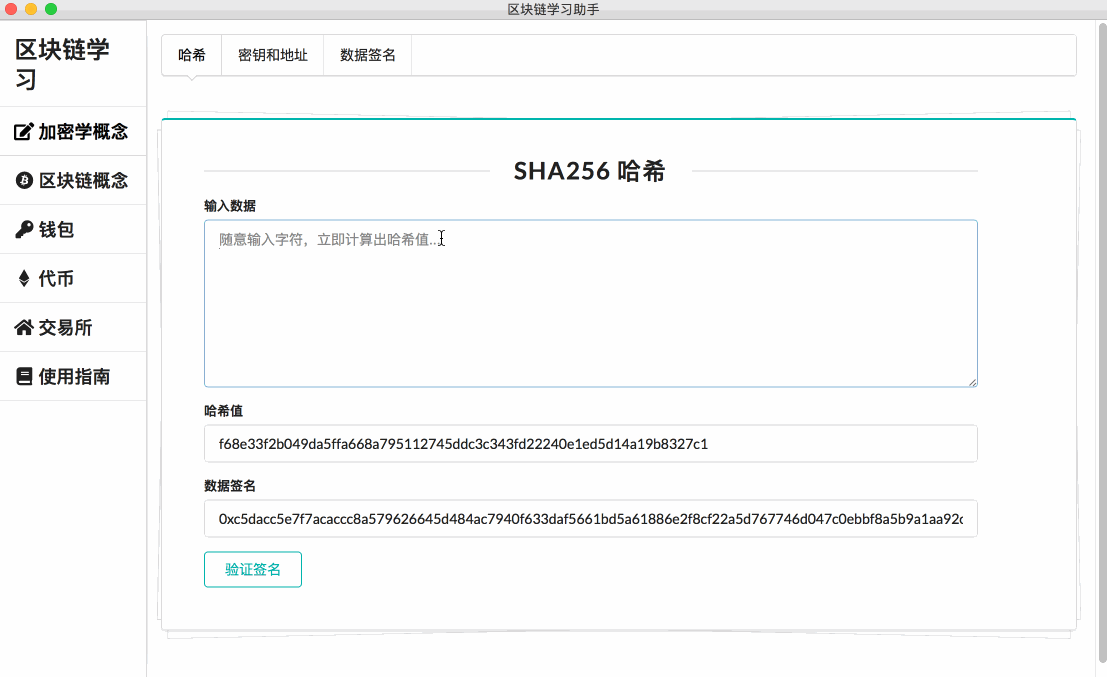 区块链学习助手
区块链学
习
加密学概念
区块链概念
钱包
代币
交易所
使用指南
哈希
密钥和地址
数据签名
SHA256 哈希
输入数据
随意输入字符，立即计算出哈希值...
哈希值
f68e33f2b049da5ffa668a795112745ddc3c343fd22240e1ed5d14a19b8327c1
数据签名
0xc5dacc5e7f7acaccc8a579626645d484ac7940f633daf5661bd5a61886e2f8cf22a5d767746d047c0ebbf8a5b9a1aa92c
验证签名